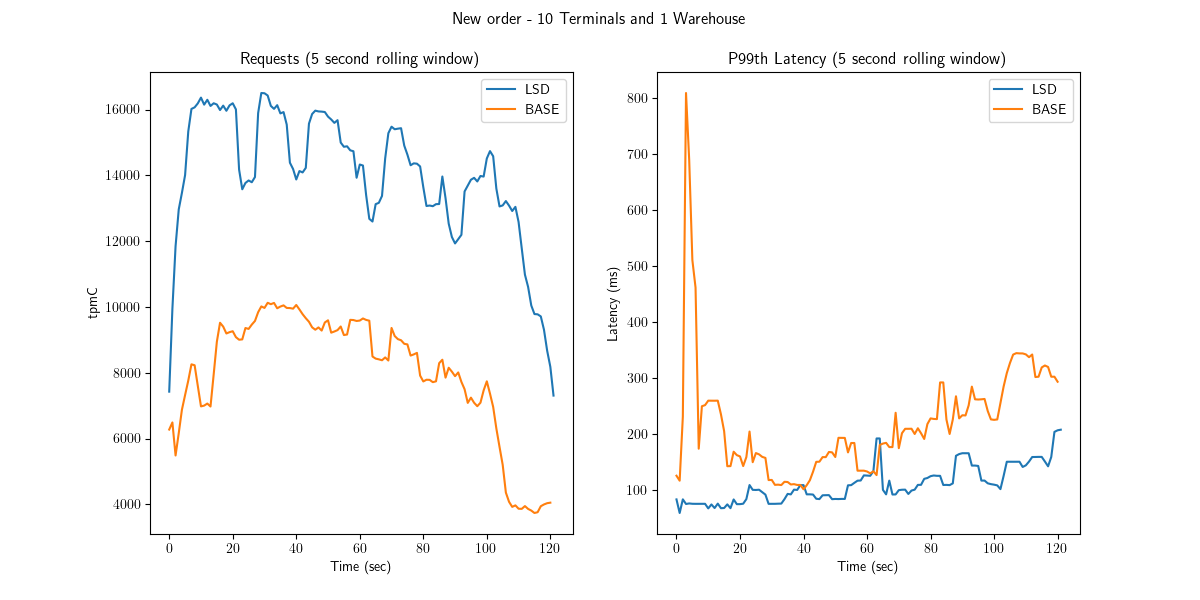 New order - 10 Terminals and 1 Warehouse
Requests (5 second rolling window)
LSD
BASE
tpmC
16000
14000
12000
10000
8000
6000
4000
0 20 40 60 80 100 120
Time (sec)
P99th Latency (5 second rolling window)
LSD
BASE
Latency (ms)
800
700
600
500
400
300
200
100
0 20 40 60 80 100 120
Time (sec)